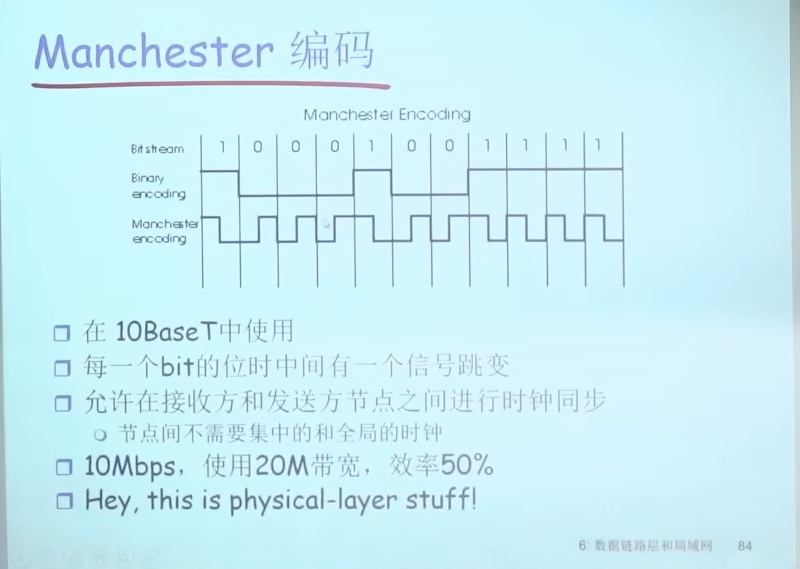 Manchester 编码
Manchester Encoding
Bit stream 1 0 0 0 1 0 0 1 1 1 1
Binary
encoding
Manchester
encoding
在 10BaseT中使用
每一个bit的位时中间有一个信号跳变
允许在接收方和发送方节点之间进行时钟同步
节点间不需要集中的和全局的时钟
10Mbps，使用20M带宽，效率50%
Hey, this is physical-layer stuff!
6: 数据链路层和局域网 84